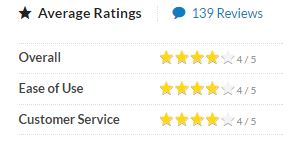 Average Ratings 139 Reviews
Overall 4 / 5
Ease of Use 4 / 5
Customer Service 4 / 5